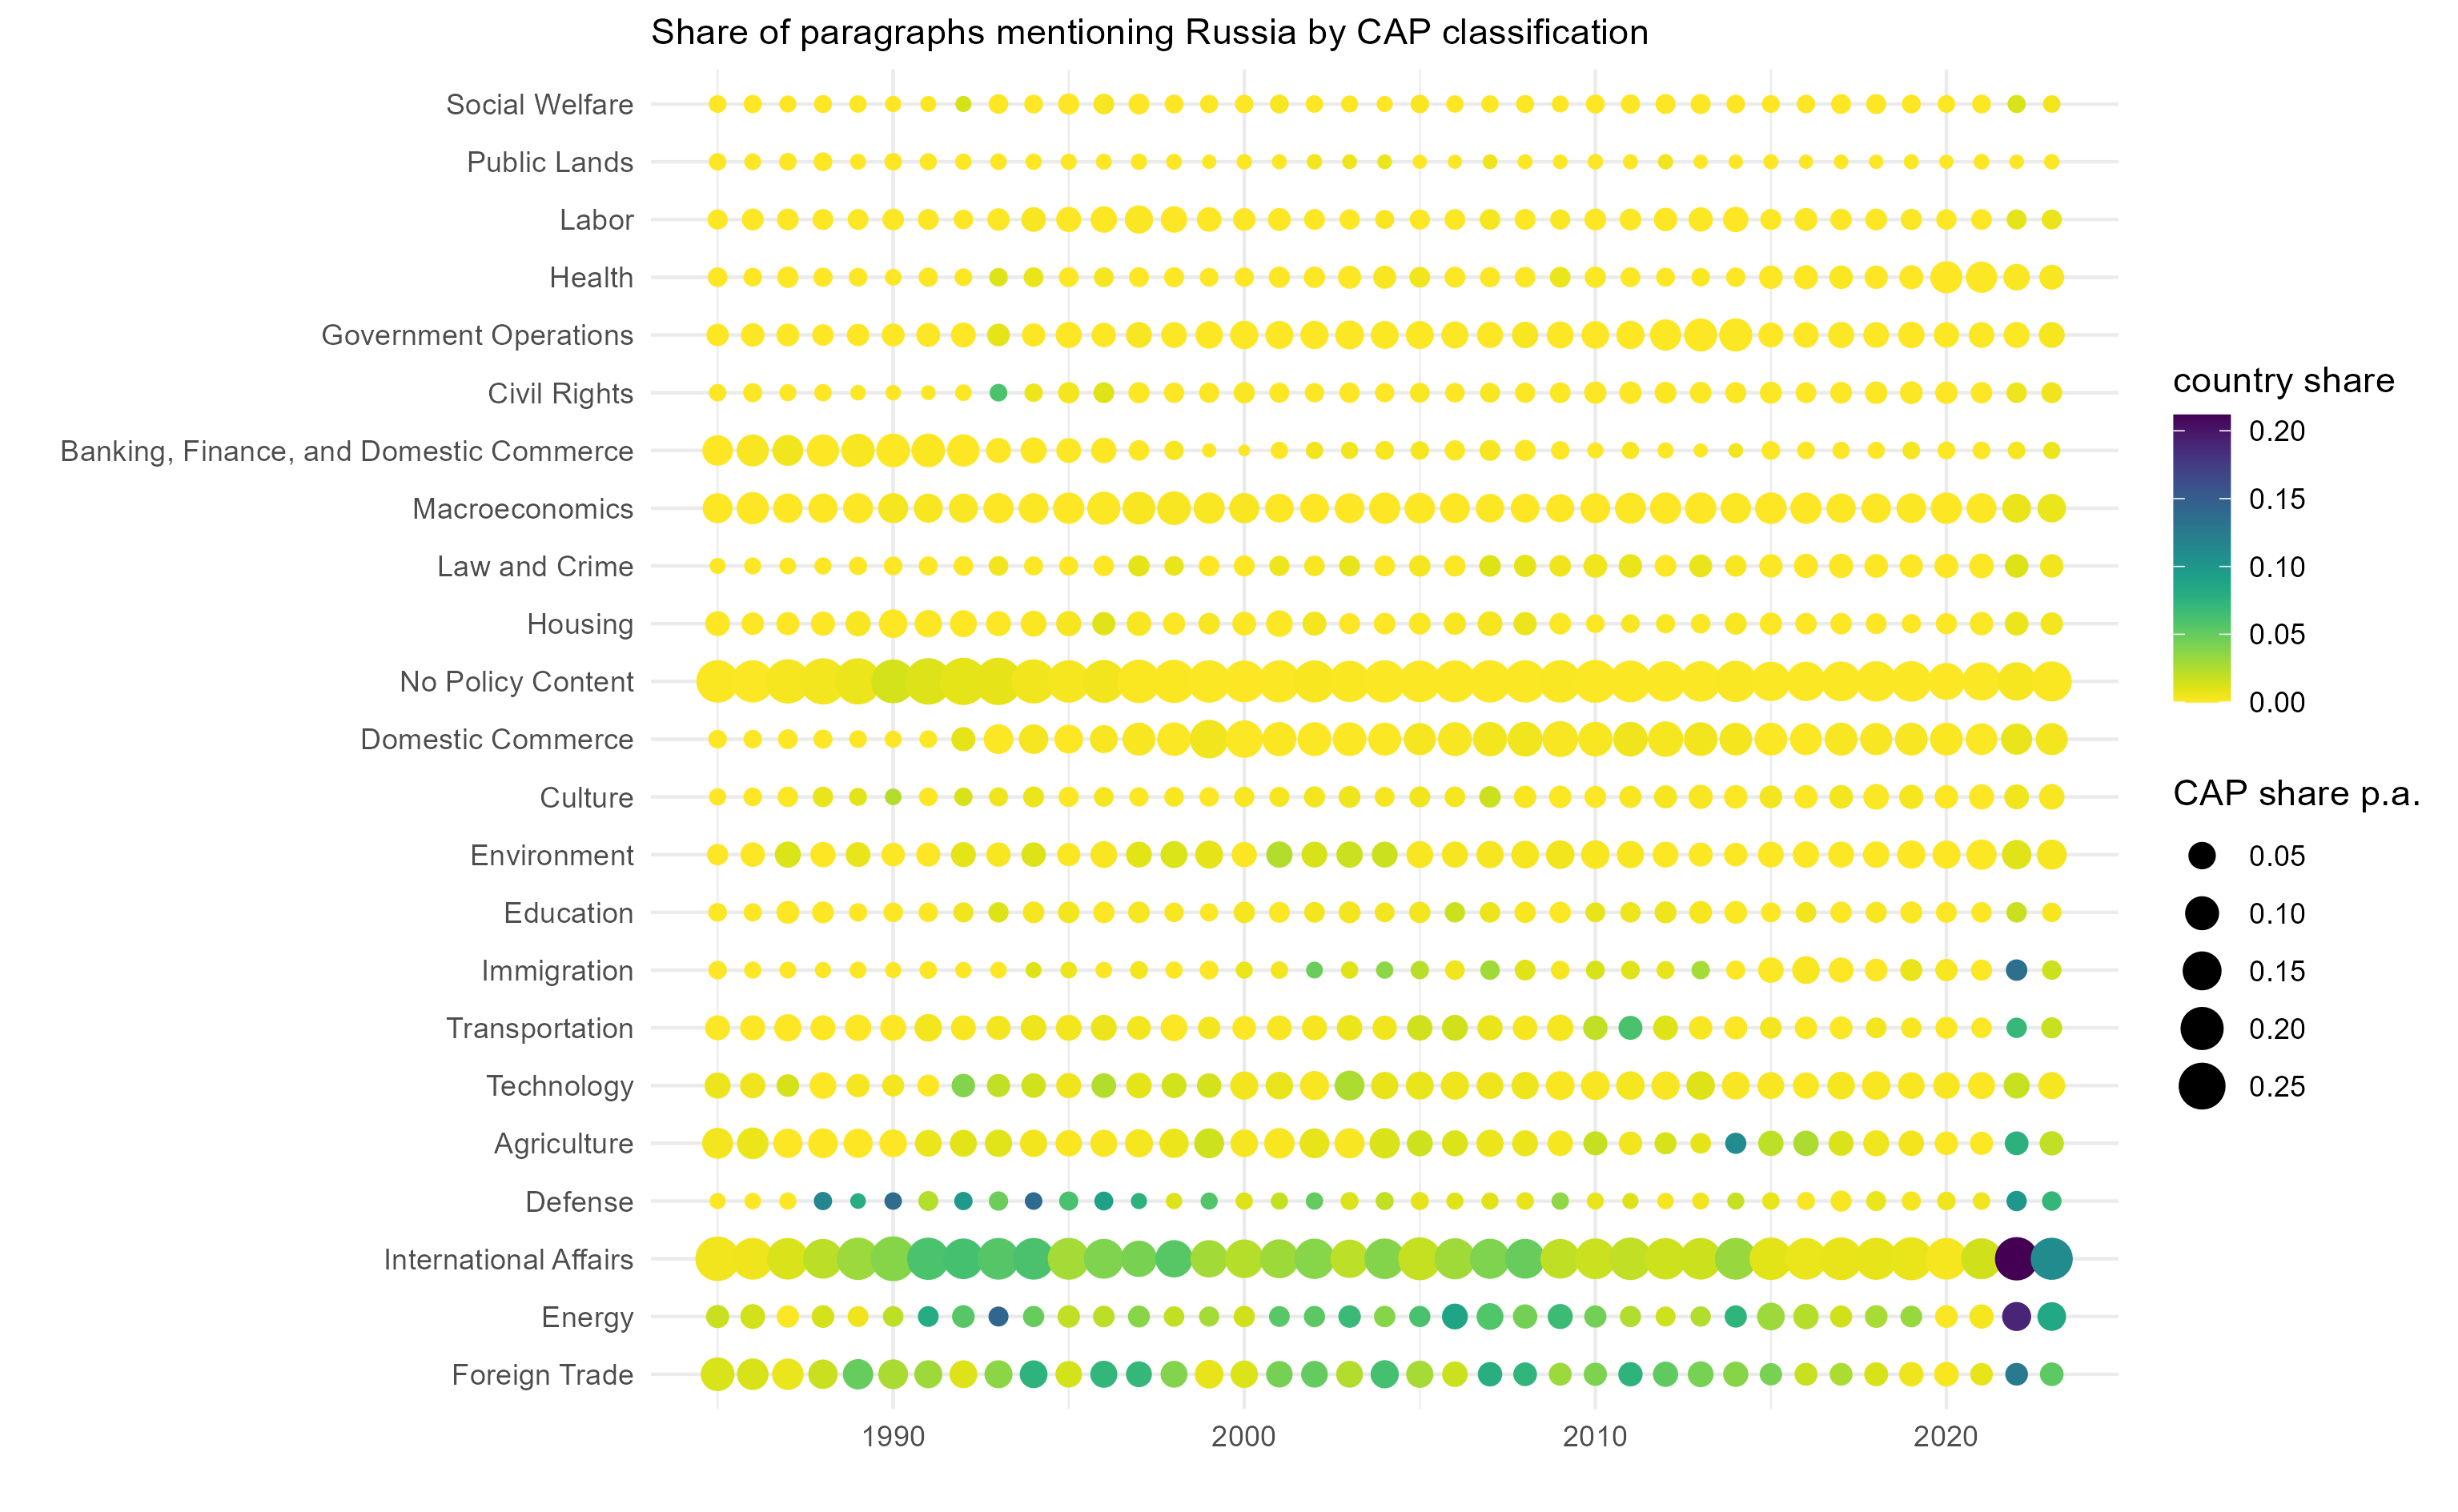 Share of paragraphs mentioning Russia by CAP classification
Social Welfare
Public Lands
Labor
Health
Government Operations
Civil Rights
Banking, Finance, and Domestic Commerce
Macroeconomics
Law and Crime
Housing
No Policy Content
Domestic Commerce
Culture
Environment
Education
Immigration
Transportation
Technology
Agriculture
Defense
International Affairs
Energy
Foreign Trade
1990
2000
2010
2020
country share
0.20
0.15
0.10
0.05
0.00
CAP share p.a.
0.05
0.10
0.15
0.20
0.25